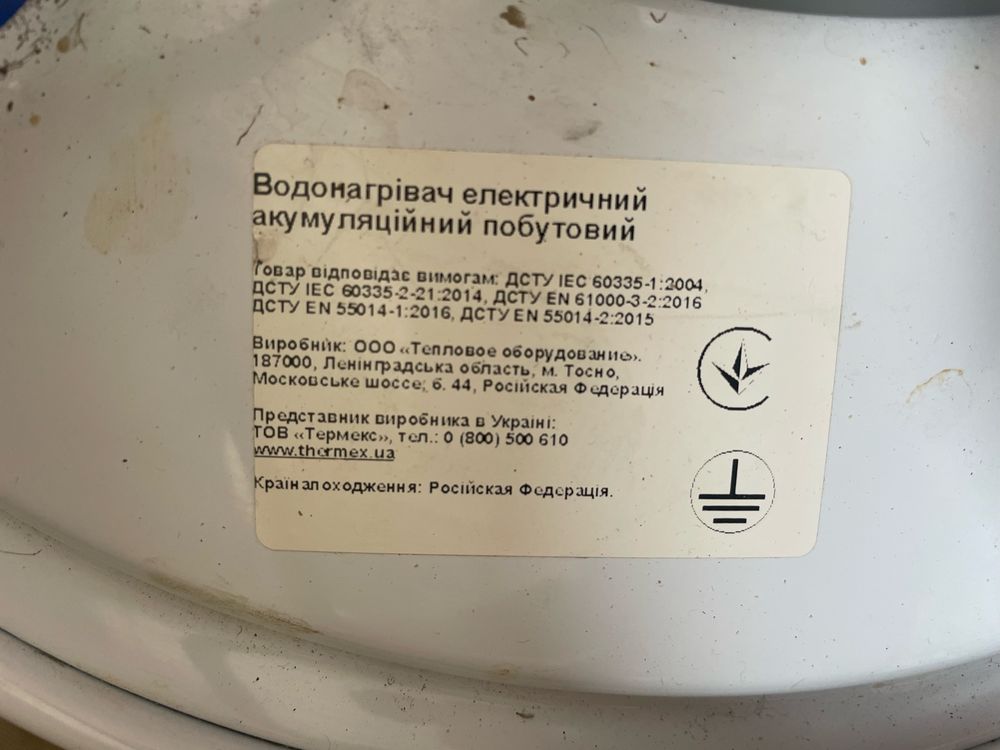 Водонагрівач електричний
акумуляційний побутовий
Товар відповідає вимогам: ДСТУ IEC 60335-1:2004,
ДСТУ IEC 60335-2-21:2014, ДСТУ EN 61000-3-2:2016
ДСТУ EN 55014-1:2016, ДСТУ EN 55014-2:2015
Виробник: ООО «Тепловое оборудование».
187000, Ленінградська область, м. Тосно,
Московське шоссе, б. 44, Російская Федерація
Представник виробника в Україні:
ТОВ «Термекс», тел.: 0 (800) 500 610
www.thermex.ua
Країна походження: Російская Федерація.